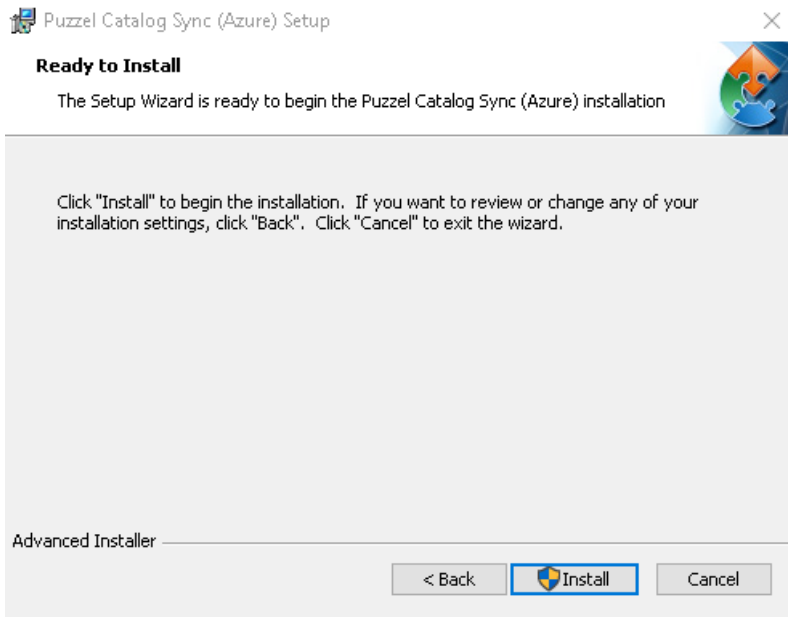 Puzzel Catalog Sync (Azure) Setup
Ready to Install
The Setup Wizard is ready to begin the Puzzel Catalog Sync (Azure) installation
Click "Install" to begin the installation. If you want to review or change any of your
installation settings, click "Back". Click "Cancel" to exit the wizard.
Advanced Installer
< Back Install Cancel